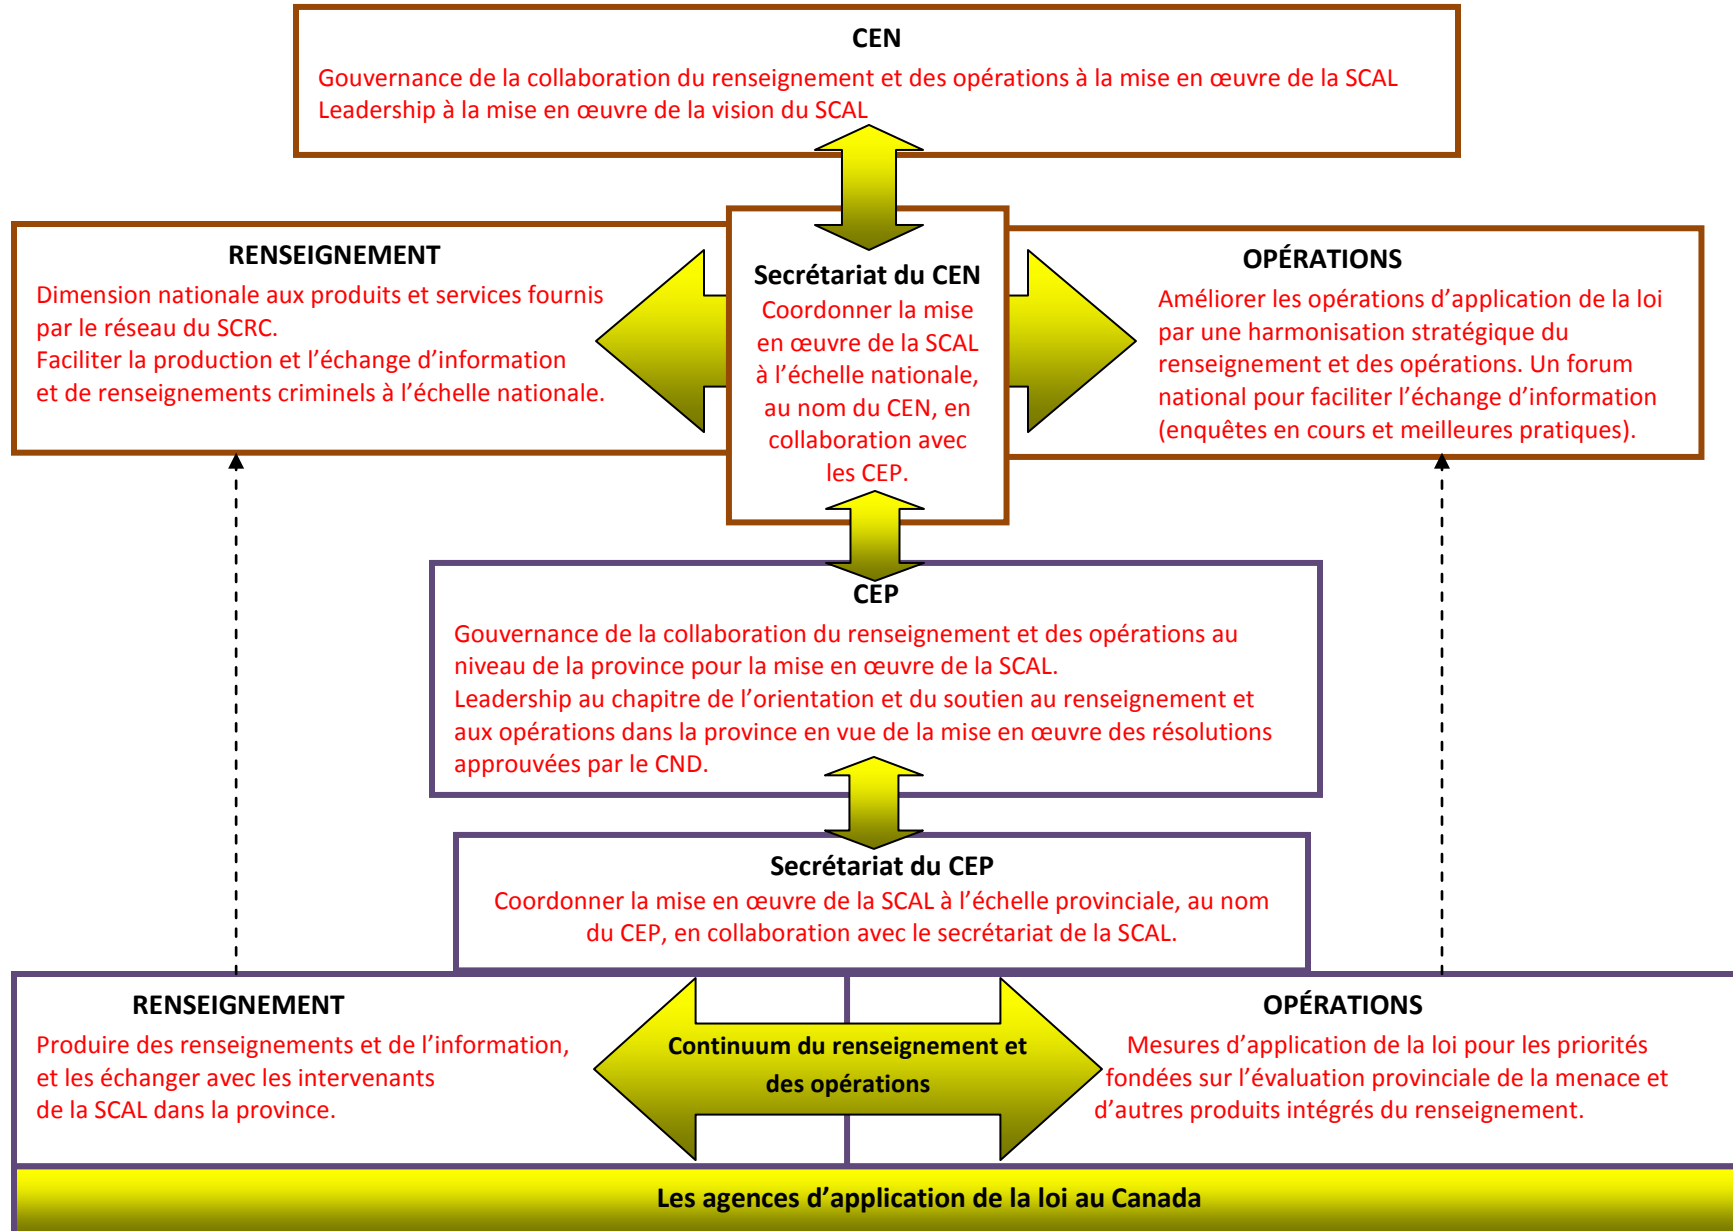 CEN
Gouvernance de la collaboration du renseignement et des opérations à la mise en œuvre de la SCAL
Leadership à la mise en œuvre de la vision du SCAL
RENSEIGNEMENT
Dimension nationale aux produits et services fournis
par le réseau du SCRC.
Faciliter la production et l’échange d’information
et de renseignements criminels à l’échelle nationale.
Secrétariat du CEN
Coordonner la mise
en œuvre de la SCAL
à l’échelle nationale,
au nom du CEN, en
collaboration avec
les CEP.
OPÉRATIONS
Améliorer les opérations d’application de la loi
par une harmonisation stratégique du
renseignement et des opérations. Un forum
national pour faciliter l’échange d’information
(enquêtes en cours et meilleures pratiques).
CEP
Gouvernance de la collaboration du renseignement et des opérations au
niveau de la province pour la mise en œuvre de la SCAL.
Leadership au chapitre de l’orientation et du soutien au renseignement et
aux opérations dans la province en vue de la mise en œuvre des résolutions
approuvées par le CND.
Secrétariat du CEP
Coordonner la mise en œuvre de la SCAL à l’échelle provinciale, au nom
du CEP, en collaboration avec le secrétariat de la SCAL.
RENSEIGNEMENT
Produire des renseignements et de l’information,
et les échanger avec les intervenants
de la SCAL dans la province.
Continuum du renseignement et
des opérations
OPÉRATIONS
Mesures d’application de la loi pour les priorités
fondées sur l’évaluation provinciale de la menace et
d’autres produits intégrés du renseignement.
Les agences d’application de la loi au Canada